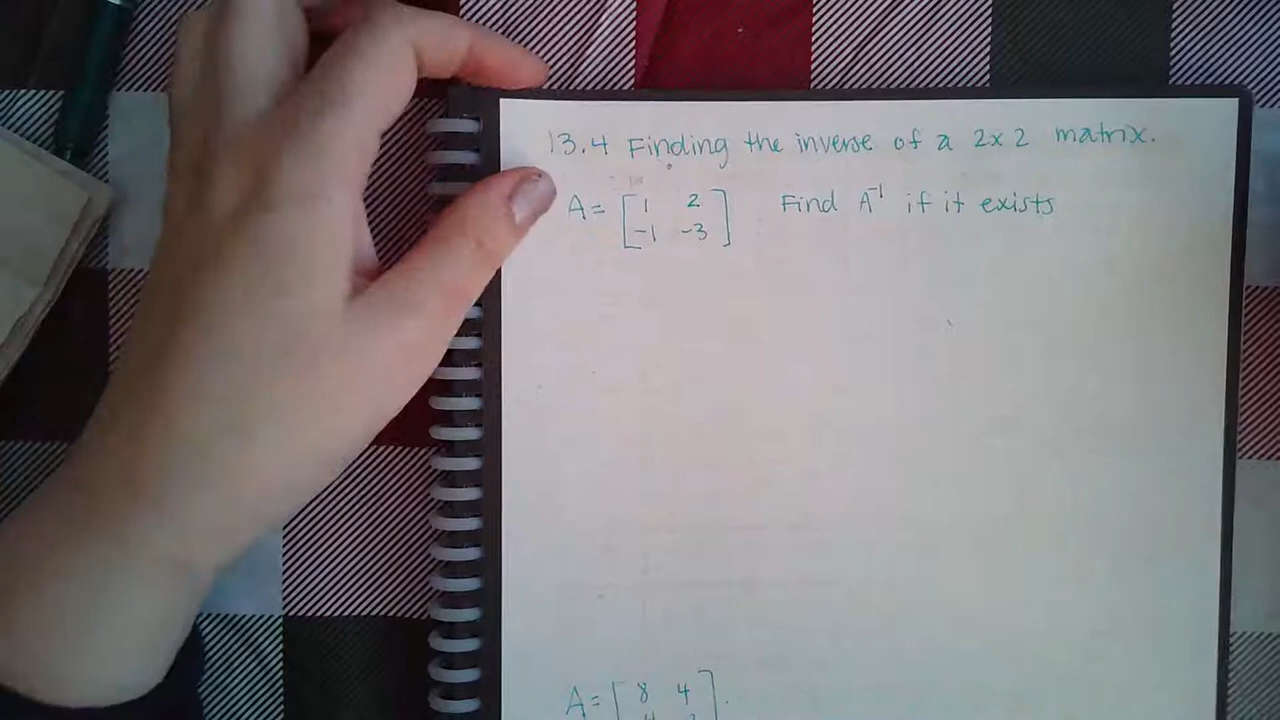 13.4 Finding the inverse of a 2x2 matrix.
A = [1 2 Find A⁻¹ if it exists
-1 -3]
A = [8 4].